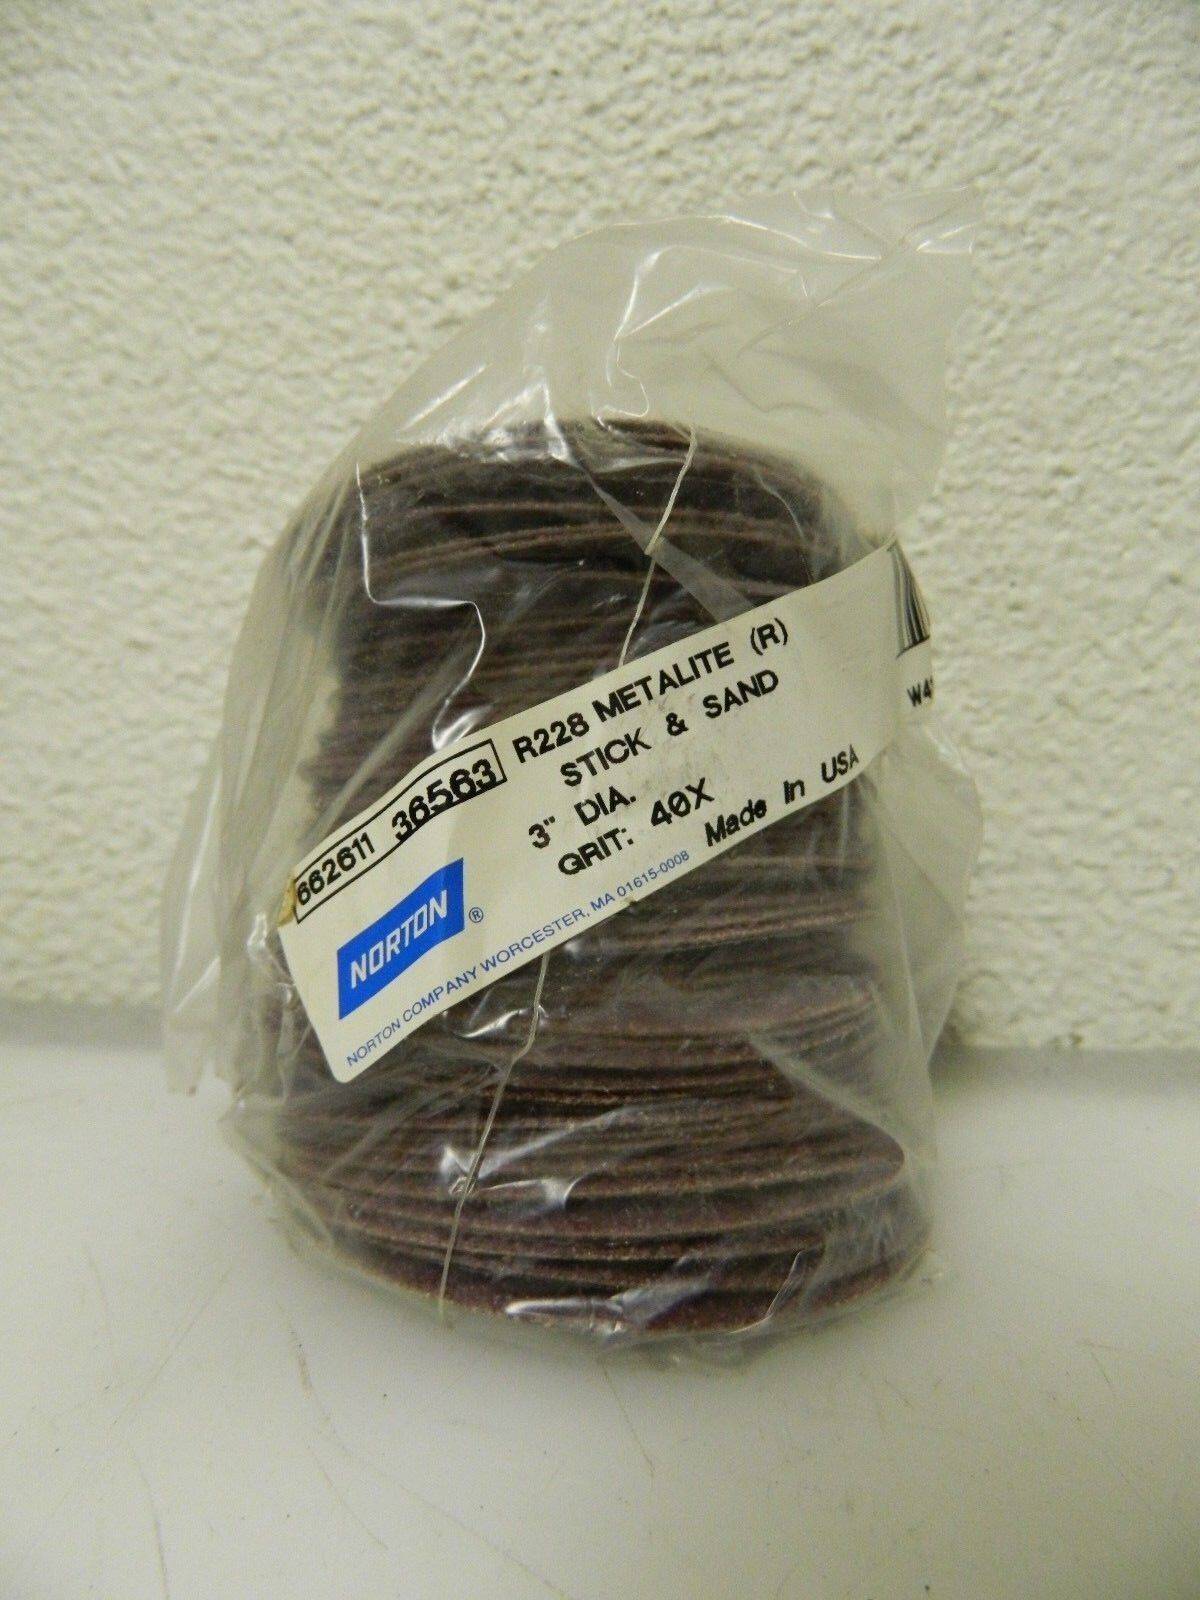 662611 36563
R228 METALITE (R)
STICK & SAND
3" DIA.
GRIT: 40X
Made In USA
NORTON ®
NORTON COMPANY WORCESTER, MA 01615-0008